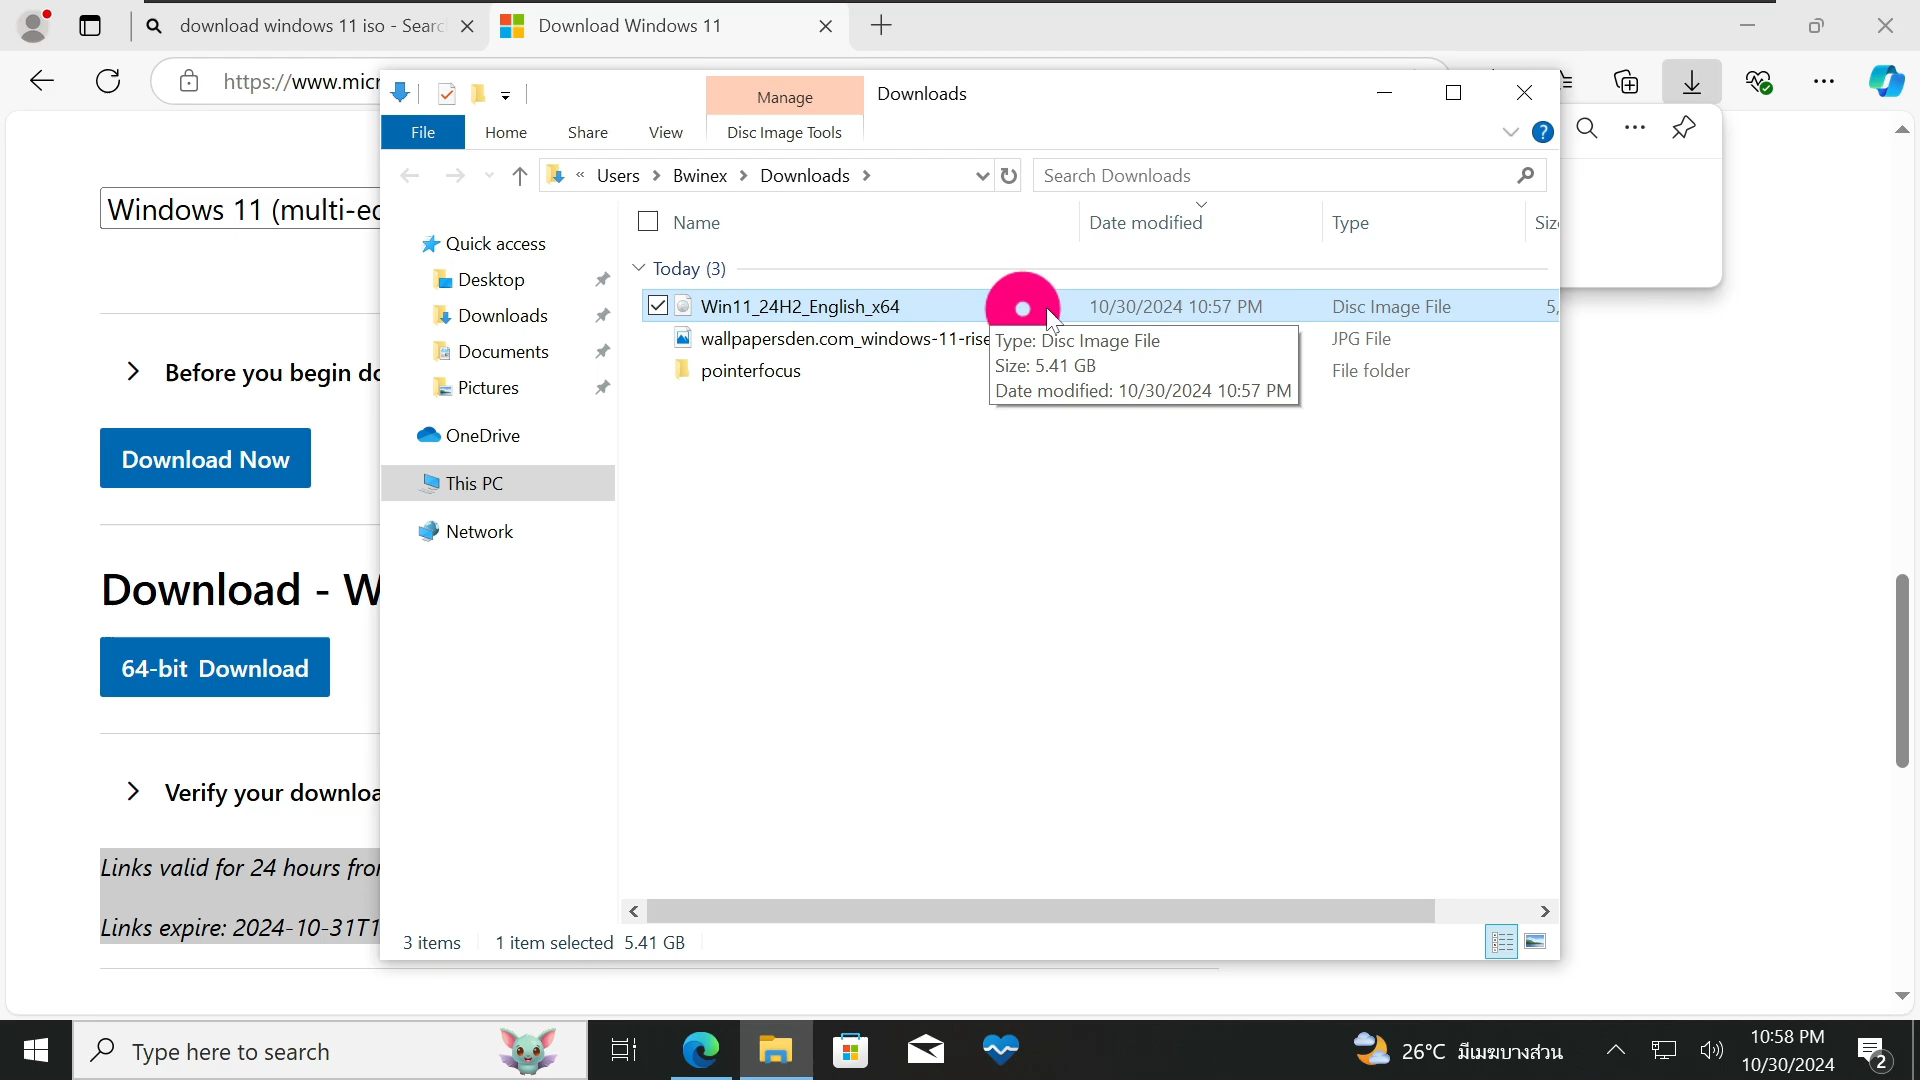 download windows 11 iso - Searc
Download Windows 11
https://www.mic
Manage
Downloads
File
Home
Share
View
Disc Image Tools
« Users > Bwinex > Downloads >
Search Downloads
Windows 11 (multi-ed
Name
Date modified
Type
Siz
Quick access
Desktop
Downloads
Documents
Pictures
OneDrive
This PC
Network
Today (3)
Win11_24H2_English_x64
10/30/2024 10:57 PM
Disc Image File
5,
wallpapersden.com_windows-11-rise
JPG File
pointerfocus
File folder
Type: Disc Image File
Size: 5.41 GB
Date modified: 10/30/2024 10:57 PM
Before you begin do
Download Now
Download - W
64-bit Download
Verify your downloa
Links valid for 24 hours fro
Links expire: 2024-10-31T1
3 items
1 item selected 5.41 GB
Type here to search
26°C มีเมฆบางส่วน
10:58 PM
10/30/2024
2